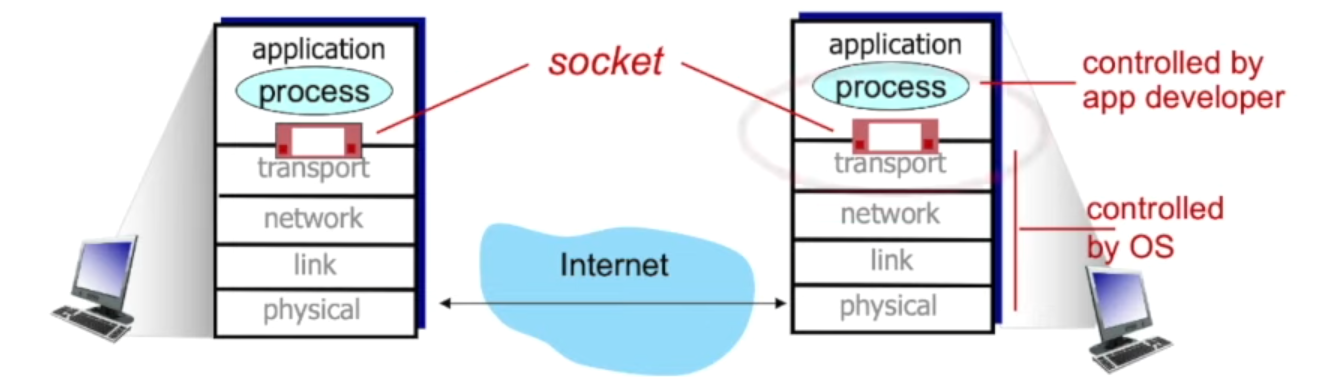 application
process
transport
network
link
physical
socket
Internet
application
process
transport
network
link
physical
controlled by
app developer
controlled
by OS